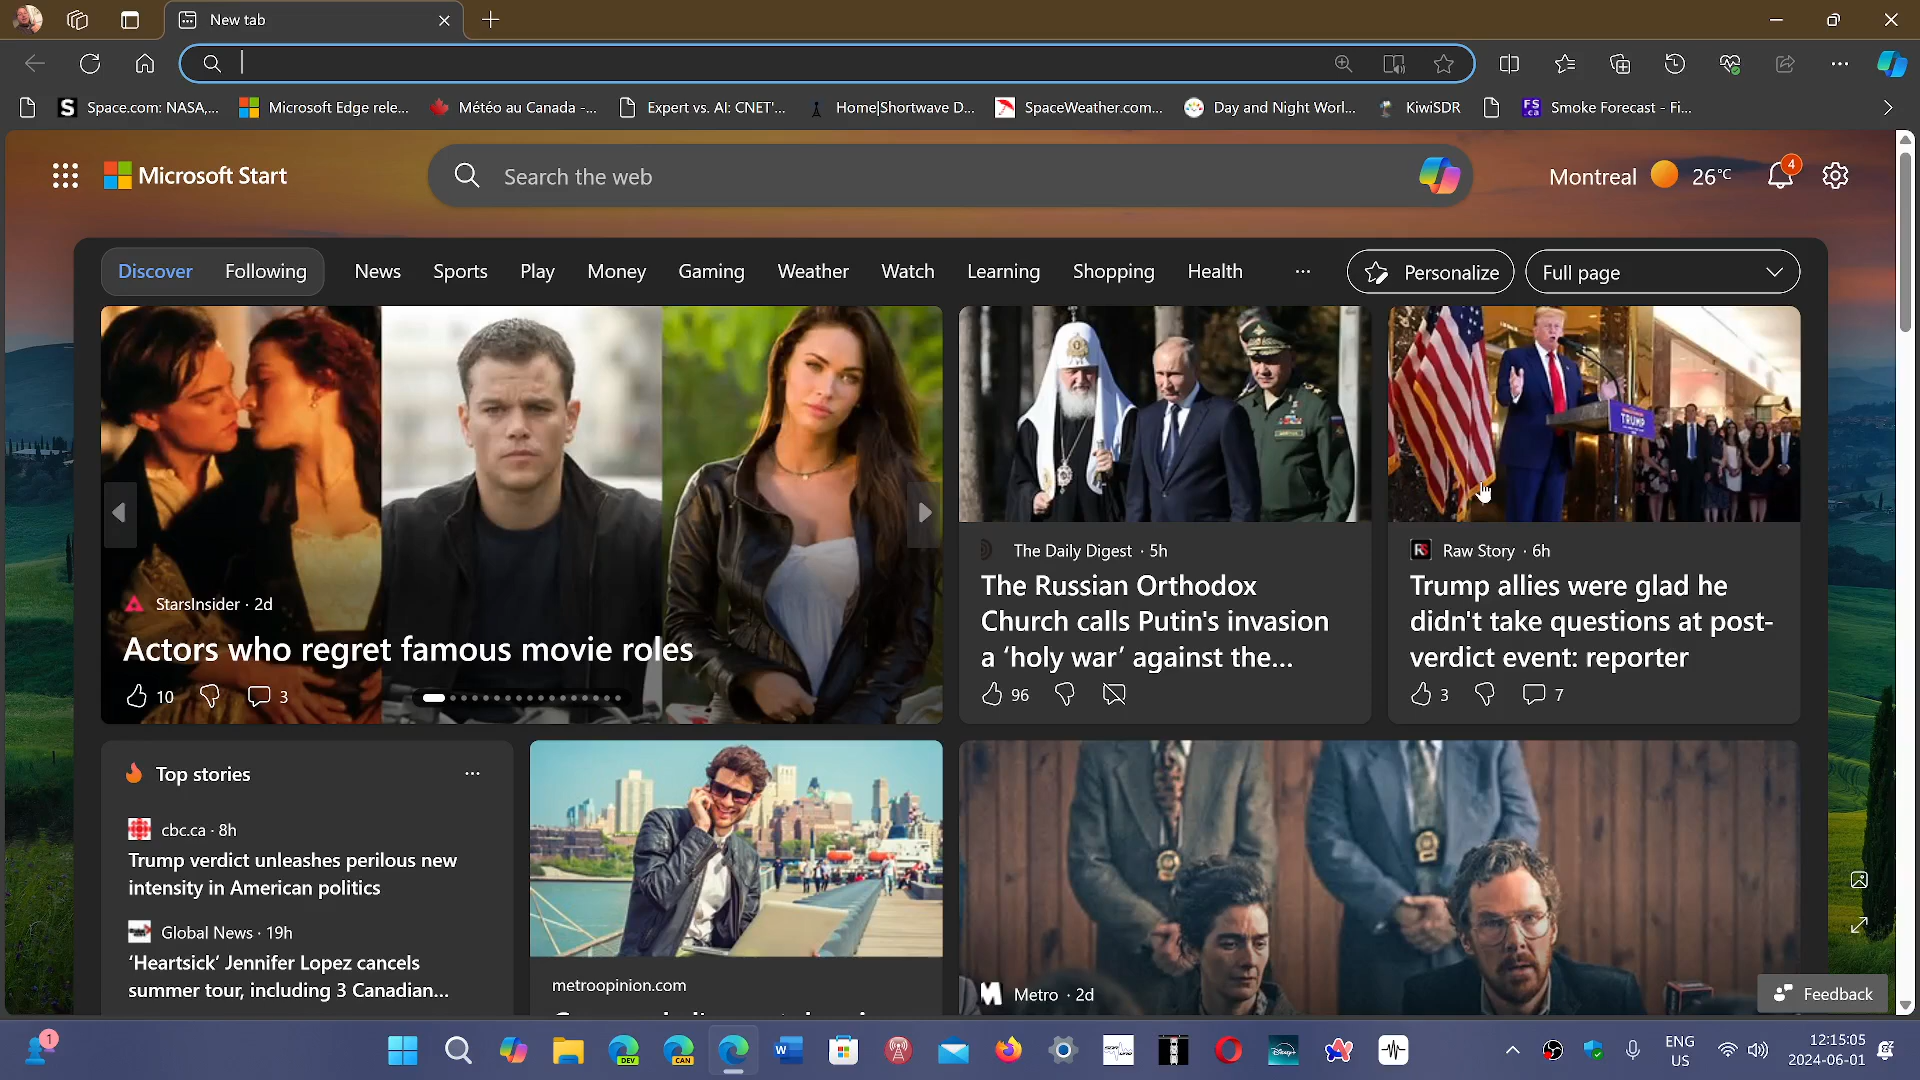 New tab
Space.com: NASA,...
Microsoft Edge rele...
Météo au Canada -...
Expert vs. AI: CNET'...
Home|Shortwave D...
SpaceWeather.com...
Day and Night Worl...
KiwiSDR
Smoke Forecast - Fi...
Microsoft Start
Search the web
Montreal 26°C
4
Discover
Following
News
Sports
Play
Money
Gaming
Weather
Watch
Learning
Shopping
Health
Personalize
Full page
StarsInsider · 2d
Actors who regret famous movie roles
10
3
The Daily Digest · 5h
The Russian Orthodox
Church calls Putin's invasion
a ‘holy war’ against the...
96
TRUMP
Raw Story · 6h
Trump allies were glad he
didn't take questions at post-
verdict event: reporter
3
7
Top stories
cbc.ca · 8h
Trump verdict unleashes perilous new
intensity in American politics
Global News · 19h
‘Heartsick’ Jennifer Lopez cancels
summer tour, including 3 Canadian...
metroopinion.com
Metro · 2d
Feedback
1
DEV
CAN
ENG
US
12:15:05
2024-06-01